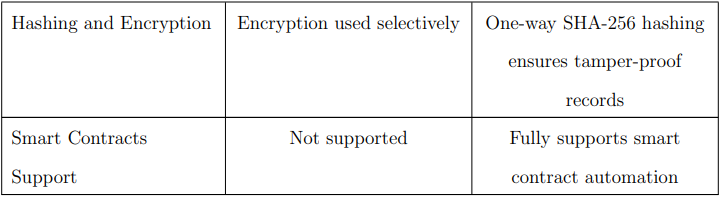 Hashing and Encryption
Encryption used selectively
One-way SHA-256 hashing
ensures tamper-proof
records
Smart Contracts
Support
Not supported
Fully supports smart
contract automation